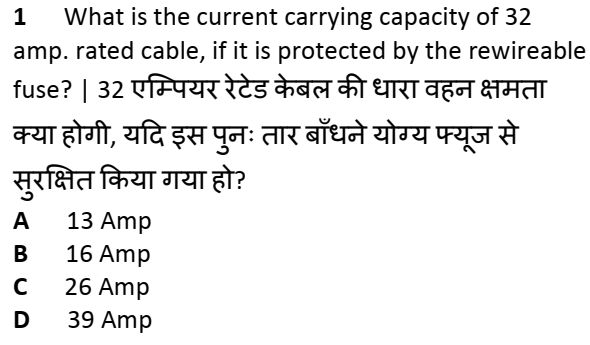 1 What is the current carrying capacity of 32
amp. rated cable, if it is protected by the rewireable
fuse? | 32 एम्पियर रेटेड केबल की धारा वहन क्षमता
क्या होगी, यदि इस पुनः तार बाँधने योग्य फ्यूज से
सुरक्षित किया गया हो?
A 13 Amp
B 16 Amp
C 26 Amp
D 39 Amp